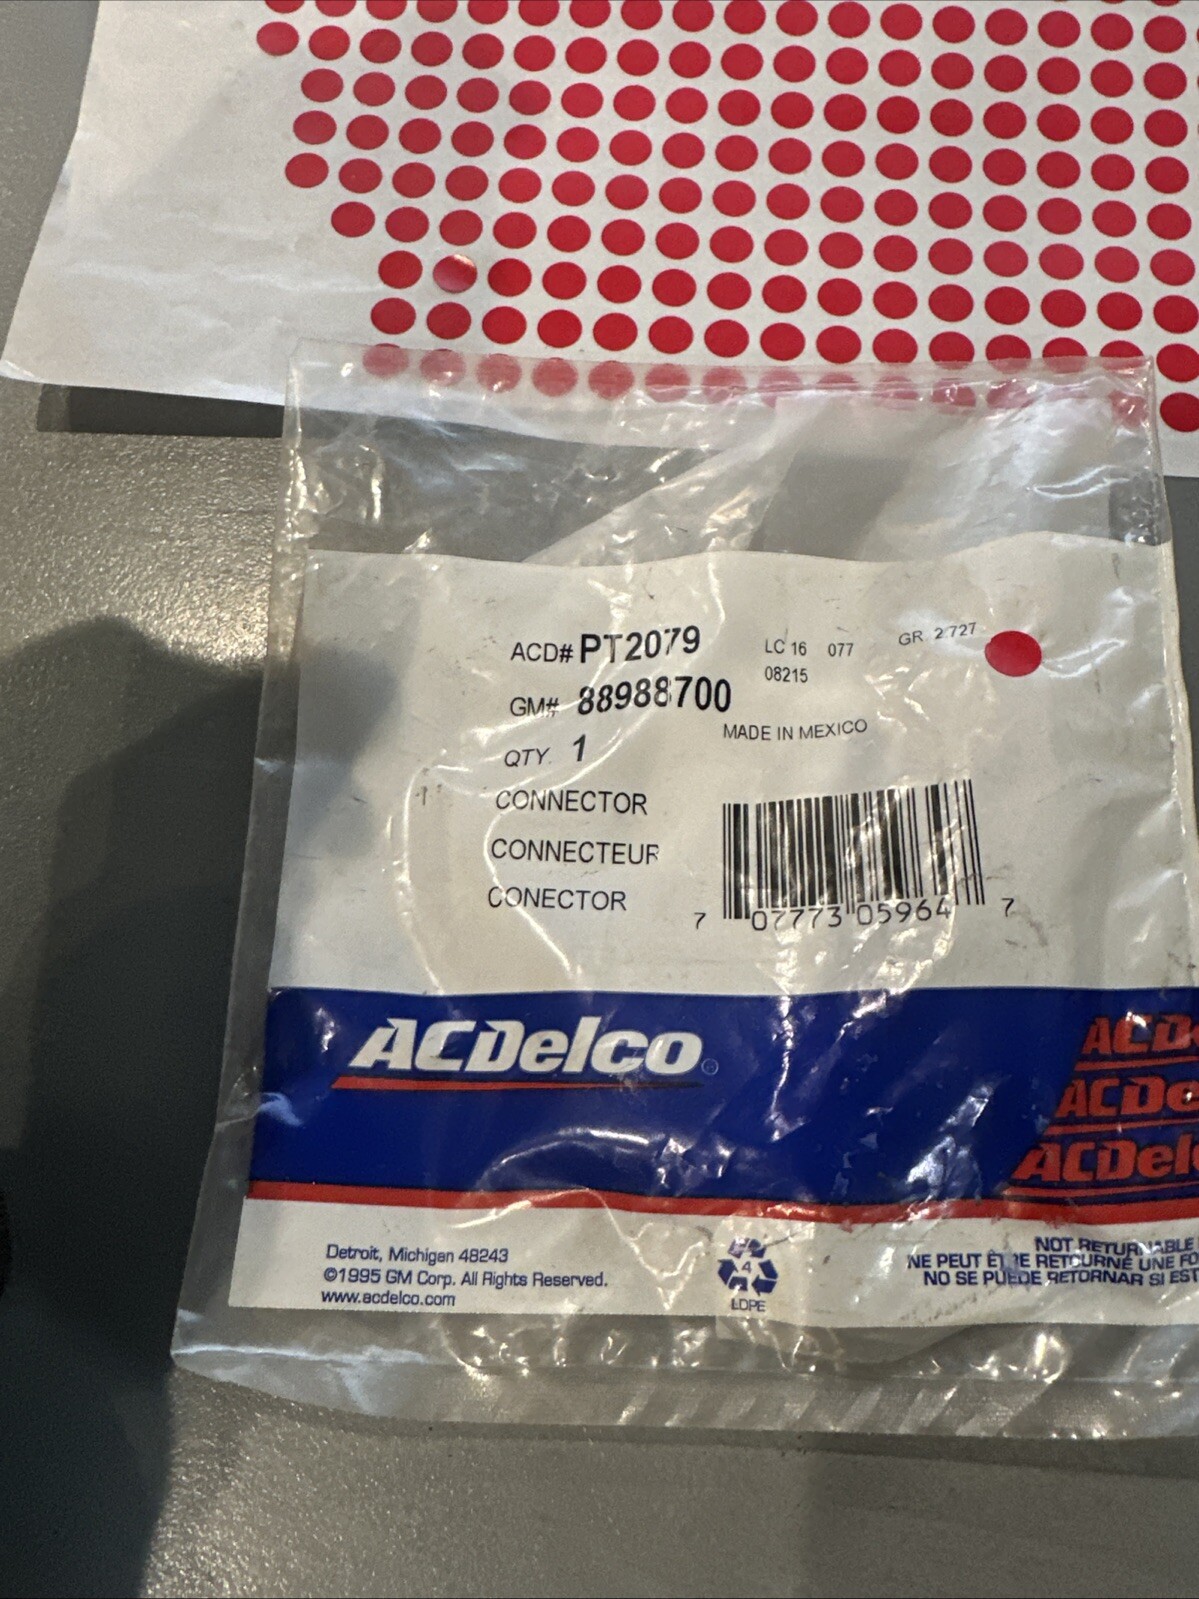 ACD# PT2079
LC 16 077 GR. 2.727
08215
GM# 88988700
MADE IN MEXICO
QTY. 1
CONNECTOR
CONNECTEUR
CONECTOR
7 07773 05964 7
ACDelco®
ACDe
ACDe
ACDelc
Detroit, Michigan 48243
©1995 GM Corp. All Rights Reserved.
www.acdelco.com
4
LDPE
NOT RETURNABLE
NE PEUT ÊTRE RETOURNÉ UNE FO
NO SE PUEDE RETORNAR SI EST